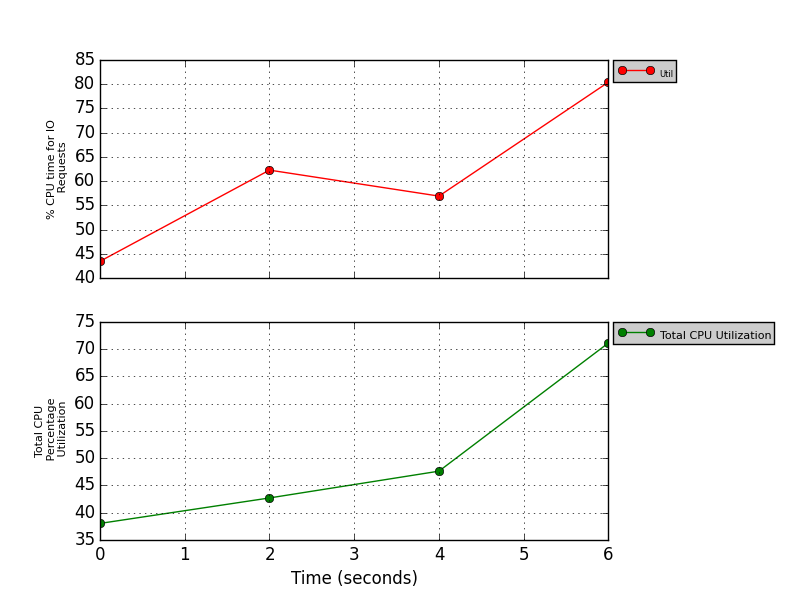 85
80
75
70
65
60
55
50
45
40
% CPU time for IO
Requests
Util
75
70
65
60
55
50
45
40
35
Total CPU
Percentage
Utilization
Total CPU Utilization
0 1 2 3 4 5 6
Time (seconds)